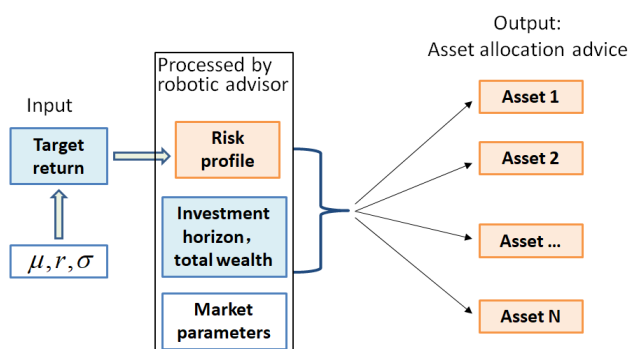 Input
Target
return
μ, r, σ
Processed by
robotic advisor
Risk
profile
Investment
horizon，
total wealth
Market
parameters
Output:
Asset allocation advice
Asset 1
Asset 2
Asset ...
Asset N